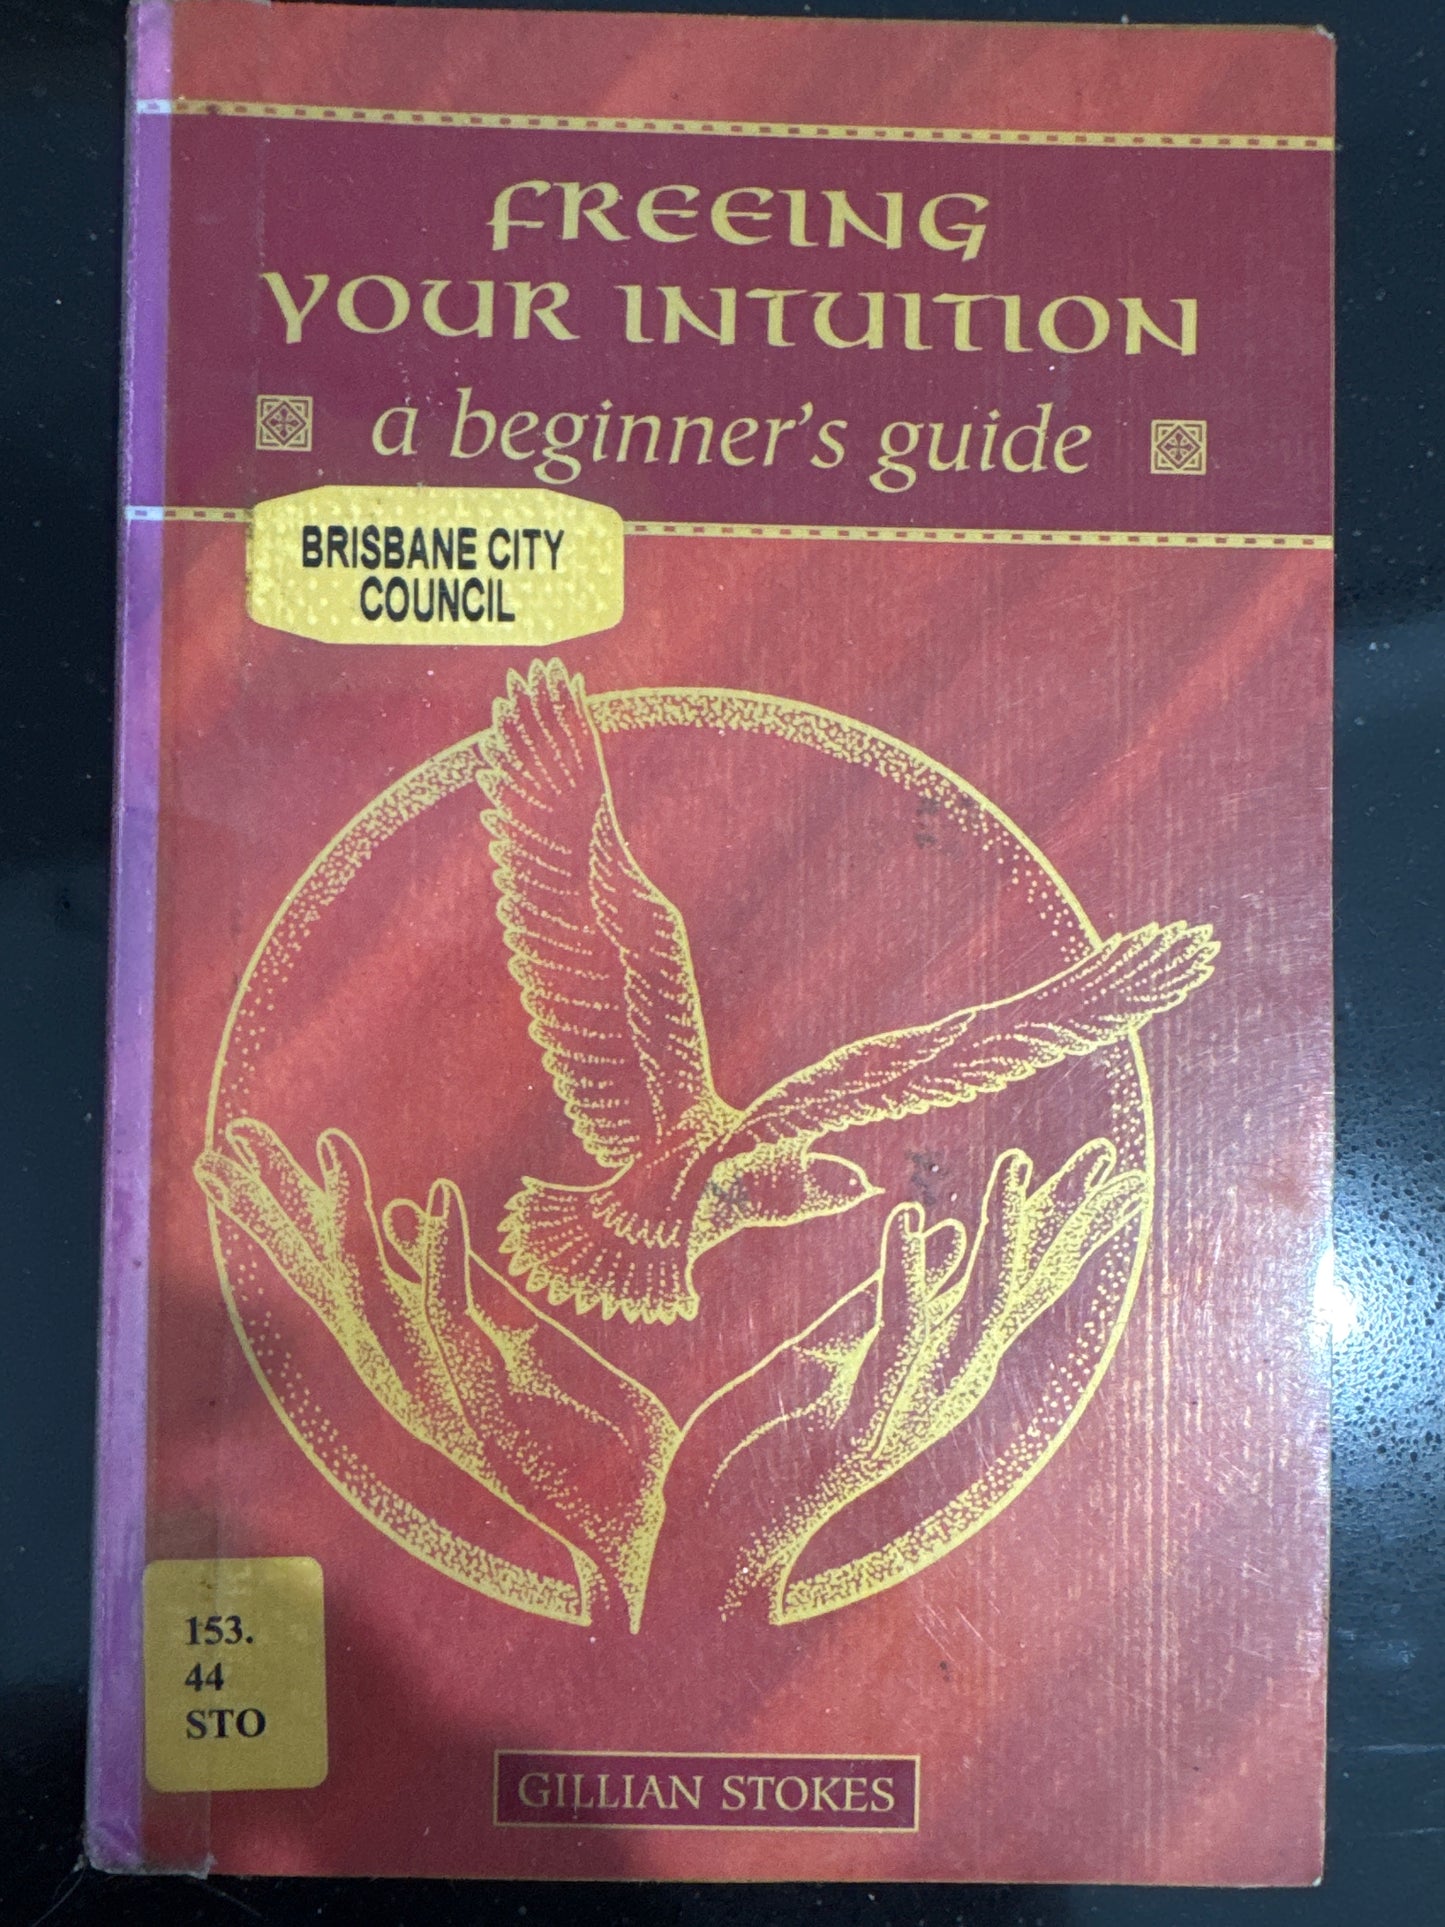 FREEING
YOUR INTUITION
a beginner's guide
BRISBANE CITY
COUNCIL
153.
44
STO
GILLIAN STOKES